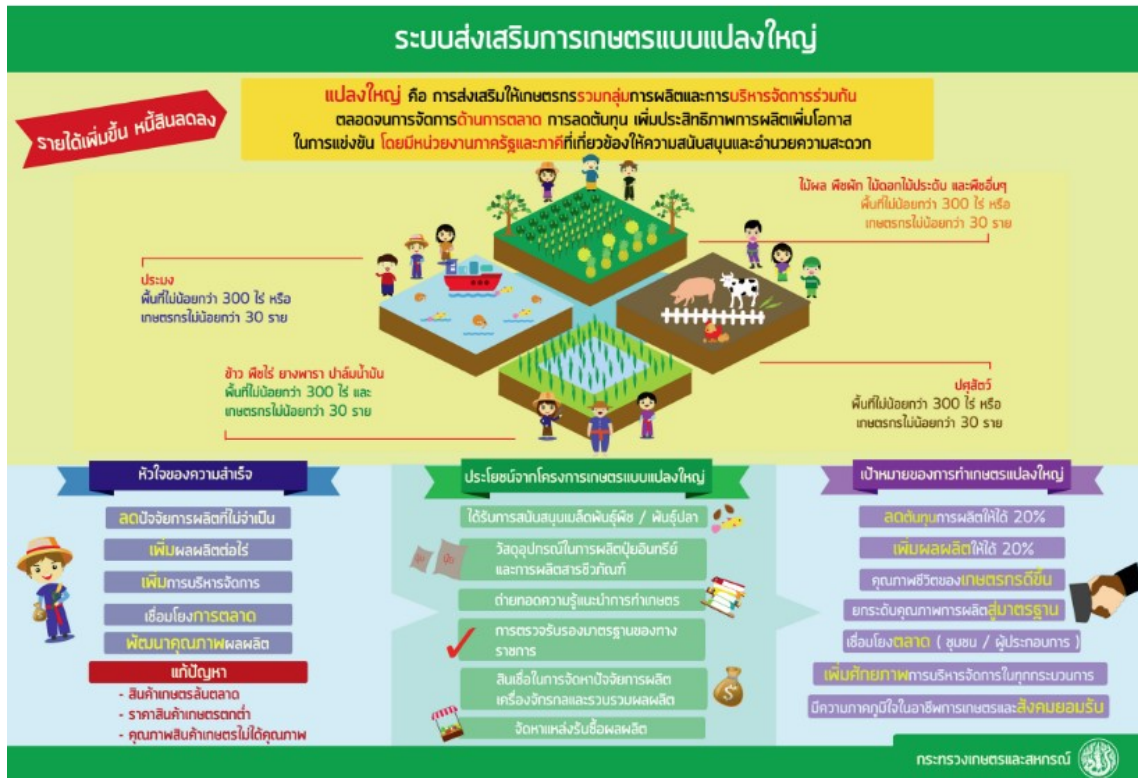 ระบบส่งเสริมการเกษตรแบบแปลงใหญ่
รายได้เพิ่มขึ้น หนี้สินลดลง
แปลงใหญ่ คือ การส่งเสริมให้เกษตรกรรวมกลุ่มการผลิตและการบริหารจัดการร่วมกัน
ตลอดจนการจัดการด้านการตลาด การลดต้นทุน เพิ่มประสิทธิภาพการผลิตเพิ่มโอกาส
ในการแข่งขัน โดยมีหน่วยงานภาครัฐและภาคีที่เกี่ยวข้องให้ความสนับสนุนและอำนวยความสะดวก
ไม้ผล พืชผัก ไม้ดอกไม้ประดับ และพืชอื่นๆ
พื้นที่ไม่น้อยกว่า 300 ไร่ หรือ
เกษตรกรไม่น้อยกว่า 30 ราย
ประมง
พื้นที่ไม่น้อยกว่า 300 ไร่ หรือ
เกษตรกรไม่น้อยกว่า 30 ราย
ข้าว พืชไร่ ยางพารา ปาล์มน้ำมัน
พื้นที่ไม่น้อยกว่า 300 ไร่ และ
เกษตรกรไม่น้อยกว่า 30 ราย
ปศุสัตว์
พื้นที่ไม่น้อยกว่า 300 ไร่ หรือ
เกษตรกรไม่น้อยกว่า 30 ราย
หัวใจของความสำเร็จ
ลดปัจจัยการผลิตที่ไม่จำเป็น
เพิ่มผลผลิตต่อไร่
เพิ่มการบริหารจัดการ
เชื่อมโยงการตลาด
พัฒนาคุณภาพผลผลิต
แก้ปัญหา
- สินค้าเกษตรล้นตลาด
- ราคาสินค้าเกษตรตกต่ำ
- คุณภาพสินค้าเกษตรไม่ได้คุณภาพ
ประโยชน์จากโครงการเกษตรแบบแปลงใหญ่
ได้รับการสนับสนุนเมล็ดพันธุ์พืช / พันธุ์ปลา
วัสดุอุปกรณ์ในการผลิตปุ๋ยอินทรีย์
และการผลิตสารชีวภัณฑ์
ถ่ายทอดความรู้แนะนำการทำเกษตร
การตรวจรับรองมาตรฐานของทาง
ราชการ
สินเชื่อในการจัดหาปัจจัยการผลิต
เครื่องจักรกลและรวบรวมผลผลิต
จัดหาแหล่งรับซื้อผลผลิต
เป้าหมายของการทำเกษตรแปลงใหญ่
ลดต้นทุนการผลิตให้ได้ 20%
เพิ่มผลผลิตให้ได้ 20%
คุณภาพชีวิตของเกษตรกรดีขึ้น
ยกระดับคุณภาพการผลิตสู่มาตรฐาน
เชื่อมโยงตลาด ( ชุมชน / ผู้ประกอบการ )
เพิ่มศักยภาพการบริหารจัดการในทุกกระบวนการ
มีความภาคภูมิใจในอาชีพการเกษตรและสังคมยอมรับ
กระทรวงเกษตรและสหกรณ์